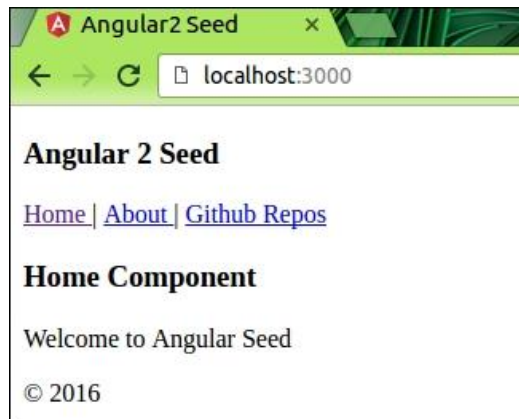 Angular2 Seed
localhost:3000
Angular 2 Seed
Home | About | Github Repos
Home Component
Welcome to Angular Seed
© 2016